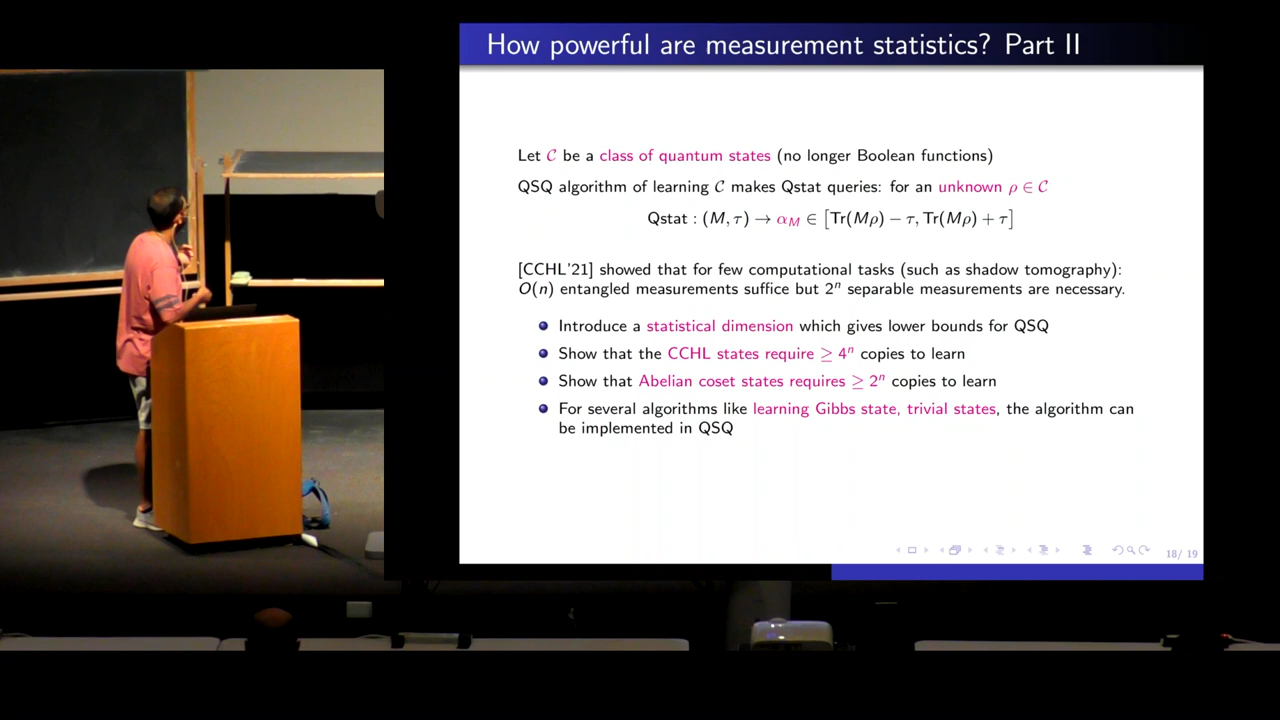 How powerful are measurement statistics? Part II
Let C be a class of quantum states (no longer Boolean functions)
QSQ algorithm of learning C makes Qstat queries: for an unknown ρ ∈ C
Qstat : (M, τ) → α_M ∈ [Tr(Mρ) − τ, Tr(Mρ) + τ]
[CCHL'21] showed that for few computational tasks (such as shadow tomography):
O(n) entangled measurements suffice but 2^n separable measurements are necessary.
Introduce a statistical dimension which gives lower bounds for QSQ
Show that the CCHL states require ≥ 4^n copies to learn
Show that Abelian coset states requires ≥ 2^n copies to learn
For several algorithms like learning Gibbs state, trivial states, the algorithm can
be implemented in QSQ
18/ 19